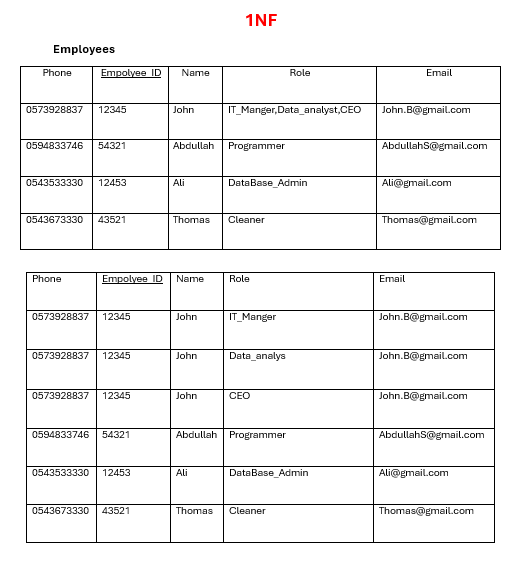 1NF
Employees
Phone Empolyee_ID Name Role Email
0573928837 12345 John IT_Manger,Data_analyst,CEO John.B@gmail.com
0594833746 54321 Abdullah Programmer AbdullahS@gmail.com
0543533330 12453 Ali DataBase_Admin Ali@gmail.com
0543673330 43521 Thomas Cleaner Thomas@gmail.com
Phone Empolyee_ID Name Role Email
0573928837 12345 John IT_Manger John.B@gmail.com
0573928837 12345 John Data_analys John.B@gmail.com
0573928837 12345 John CEO John.B@gmail.com
0594833746 54321 Abdullah Programmer AbdullahS@gmail.com
0543533330 12453 Ali DataBase_Admin Ali@gmail.com
0543673330 43521 Thomas Cleaner Thomas@gmail.com